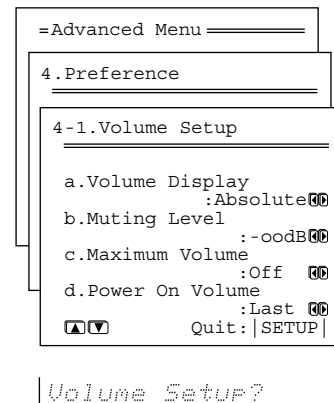 =Advanced Menu
4.Preference
4-1.Volume Setup
a.Volume Display
:Absolute
b.Muting Level
:-oodB
c.Maximum Volume
:Off
d.Power On Volume
:Last
Quit:|SETUP|
Volume Setup?